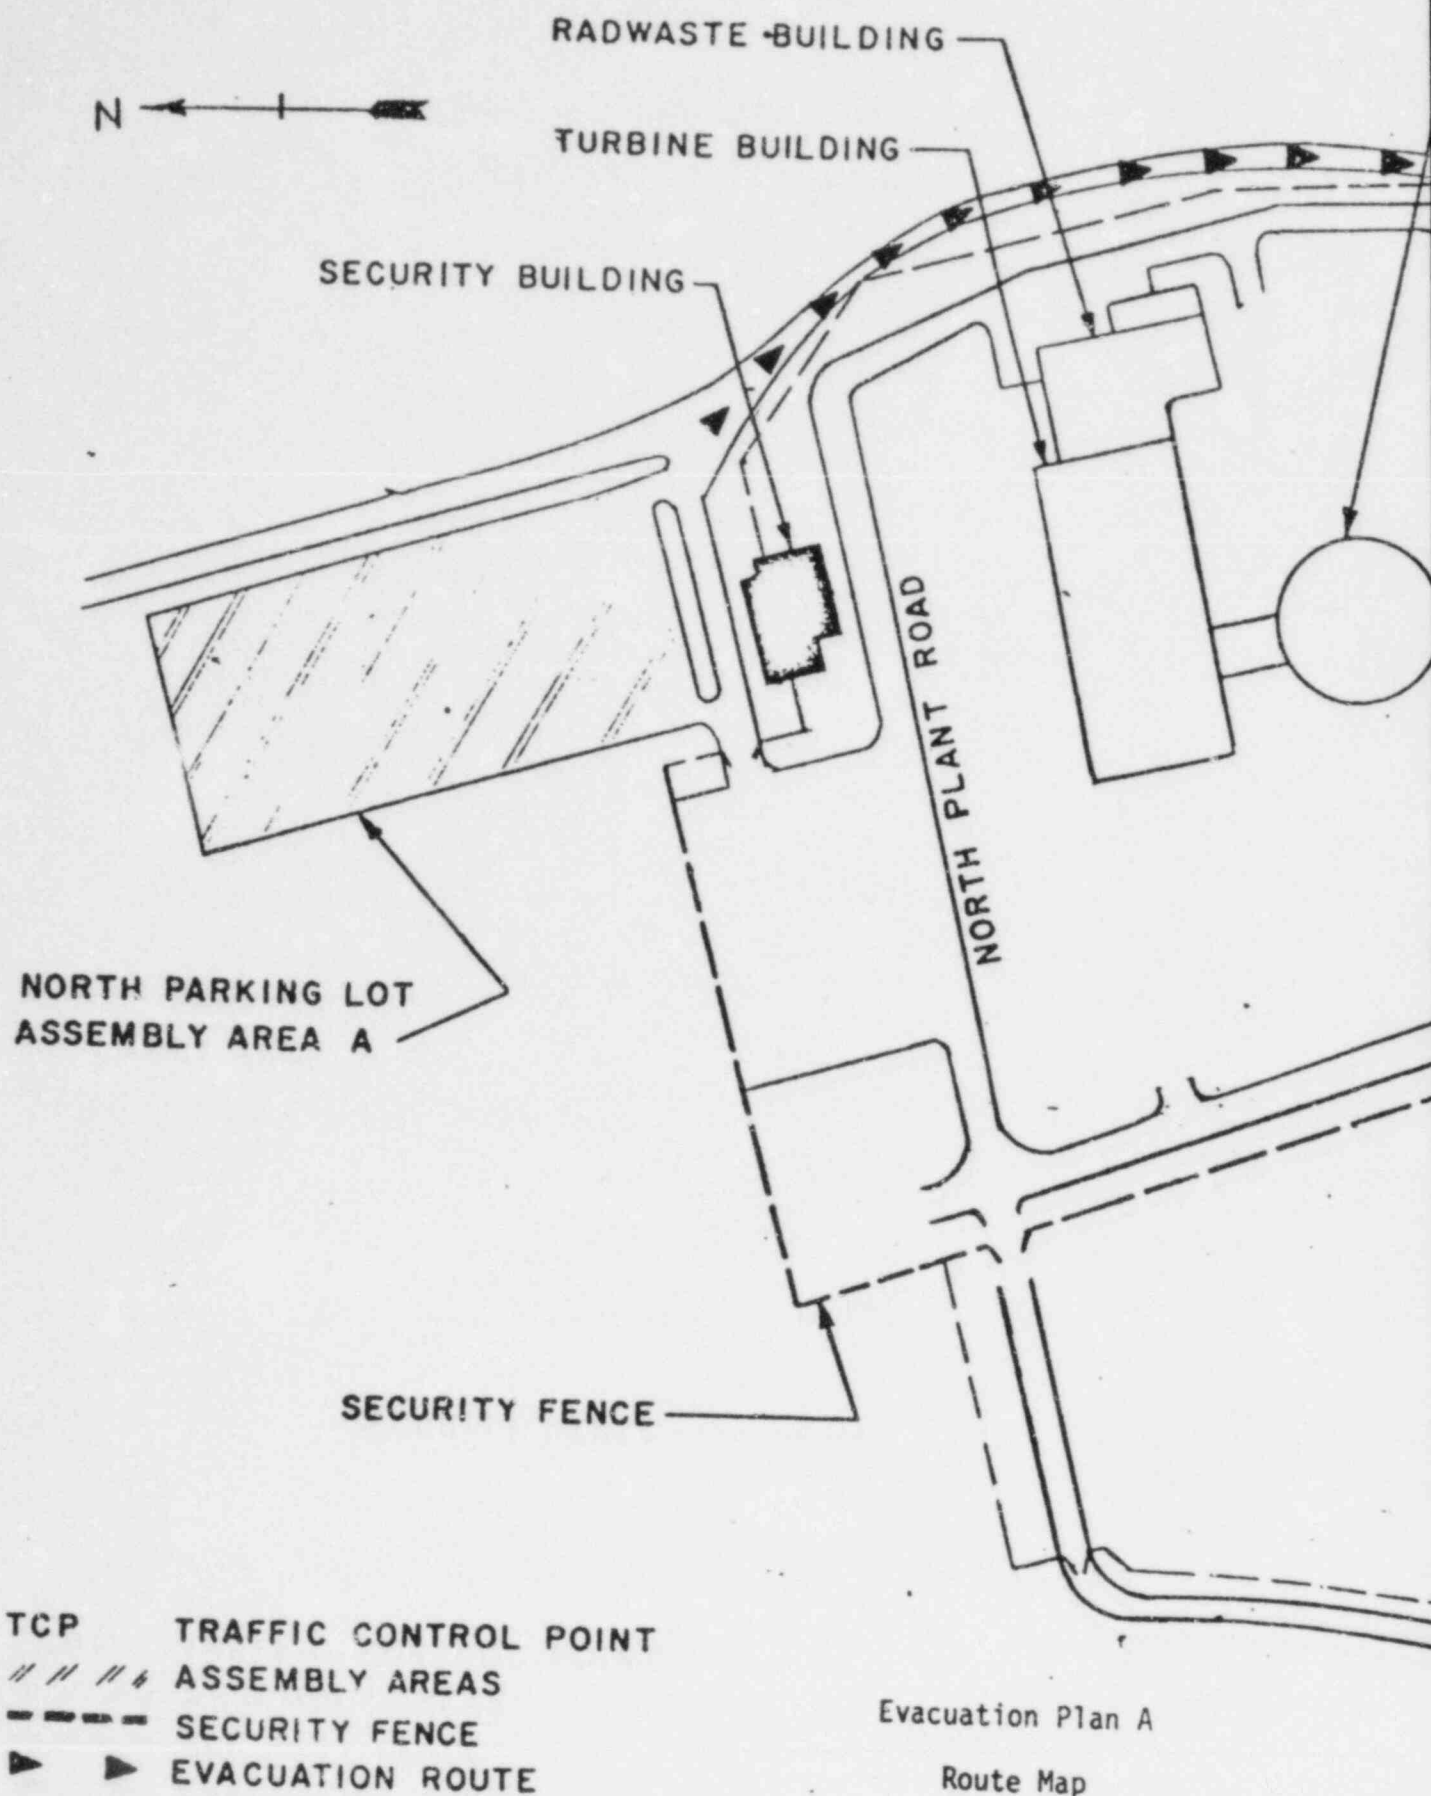 RADWASTE BUILDING
N
TURBINE BUILDING
SECURITY BUILDING
NORTH PLANT ROAD
NORTH PARKING LOT
ASSEMBLY AREA A
SECURITY FENCE
TCP TRAFFIC CONTROL POINT
ASSEMBLY AREAS
SECURITY FENCE
EVACUATION ROUTE
Evacuation Plan A
Route Map